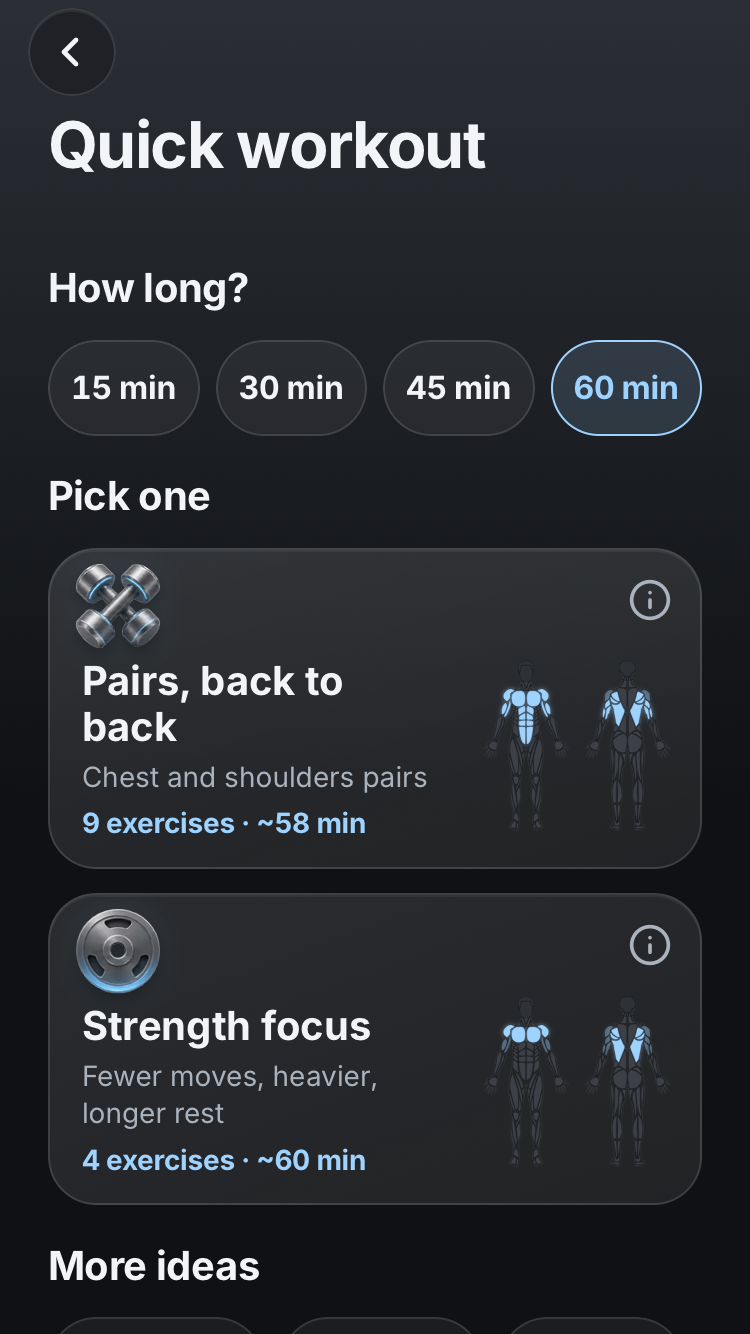 Quick workout
How long?
15 min
30 min
45 min
60 min
Pick one
Pairs, back to
back
Chest and shoulders pairs
9 exercises · ~58 min
Strength focus
Fewer moves, heavier,
longer rest
4 exercises · ~60 min
More ideas